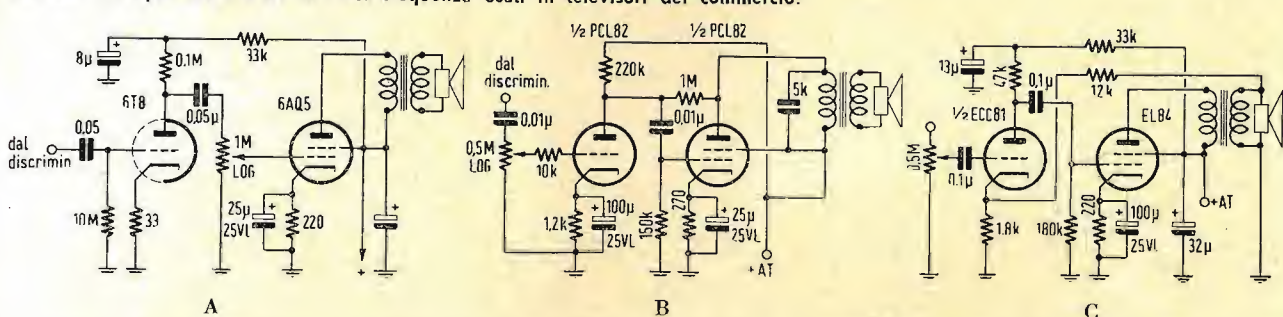 frequenza usati in televisori del commercio.
8μ
+
0,1M
33k
6T8
0,05μ
6AQ5
dal
discrimin
0,05
1M
LOG
10M
33
25μ
25VL
+
220
+
+
A
½ PCL82
½ PCL82
dal
discrimin.
220k
1M
5k
0,01μ
0,01μ
0,5M
LOG
10k
1,2k
+
100μ
25VL
150k
270
+
25μ
25VL
+AT
B
+
13μ
47k
33k
12k
0,1μ
½ECC81
EL84
0,5M
0,1μ
1,8k
180k
220
+
100μ
25VL
+AT
+
32μ
C